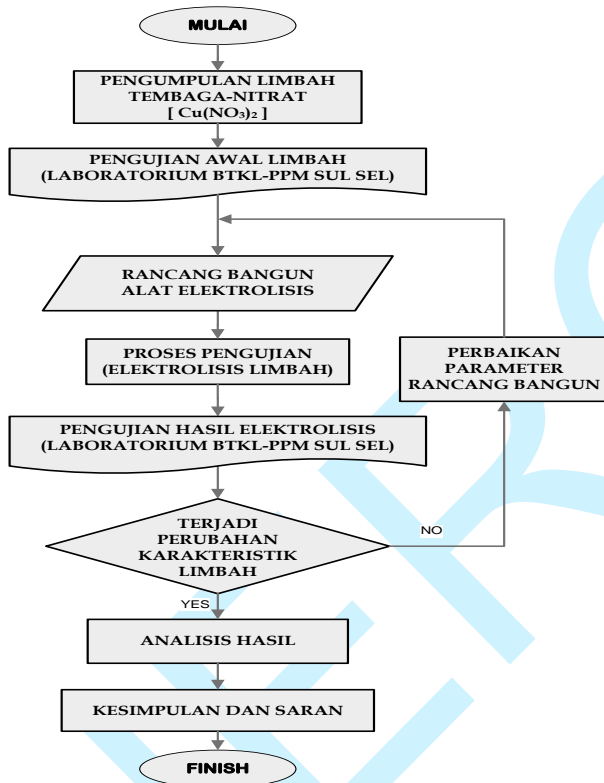 MULAI
PENGUMPULAN LIMBAH
TEMBAGA-NITRAT
[ Cu(NO₃)₂ ]
PENGUJIAN AWAL LIMBAH
(LABORATORIUM BTKL-PPM SUL SEL)
RANCANG BANGUN
ALAT ELEKTROLISIS
PROSES PENGUJIAN
(ELEKTROLISIS LIMBAH)
PERBAIKAN
PARAMETER
RANCANG BANGUN
PENGUJIAN HASIL ELEKTROLISIS
(LABORATORIUM BTKL-PPM SUL SEL)
TERJADI
PERUBAHAN
KARAKTERISTIK
LIMBAH
NO
YES
ANALISIS HASIL
KESIMPULAN DAN SARAN
FINISH